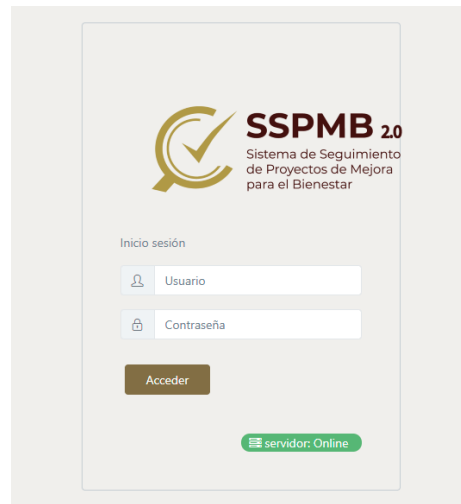 SSPMB 2.0
Sistema de Seguimiento
de Proyectos de Mejora
para el Bienestar
Inicio sesión
Usuario
Contraseña
Acceder
servidor: Online